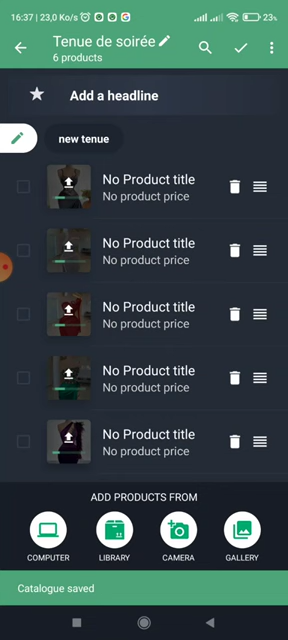 16:37 | 23,0 Ko/s
23%
Tenue de soirée
6 products
Add a headline
new tenue
No Product title
No product price
No Product title
No product price
No Product title
No product price
No Product title
No product price
No Product title
No product price
ADD PRODUCTS FROM
COMPUTER LIBRARY CAMERA GALLERY
Catalogue saved